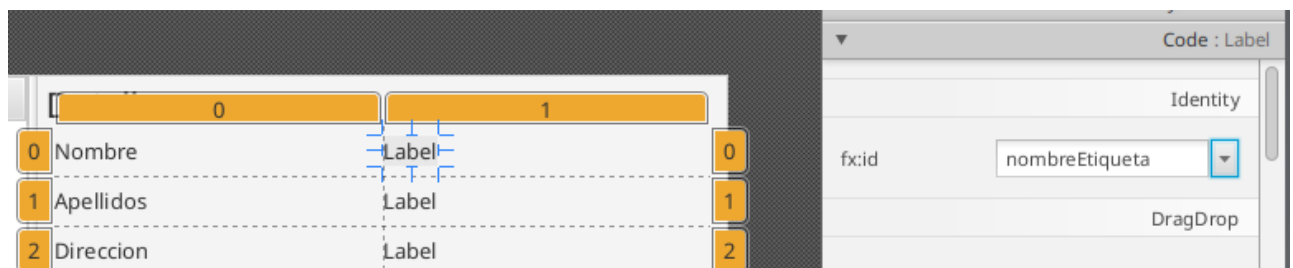 Code : Label
0 1
Identity
0 Nombre Label 0
fx:id nombreEtiqueta
1 Apellidos Label 1
DragDrop
2 Direccion Label 2